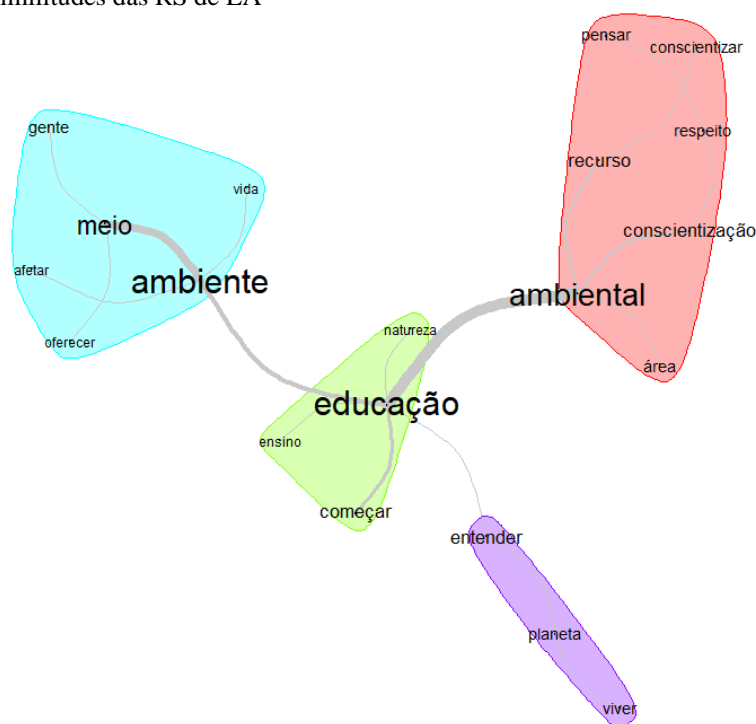 pensar
conscientizar
gente
respeito
recurso
vida
meio
conscientização
afetar
ambiente
ambiental
natureza
oferecer
área
educação
ensino
começar
entender
planeta
viver